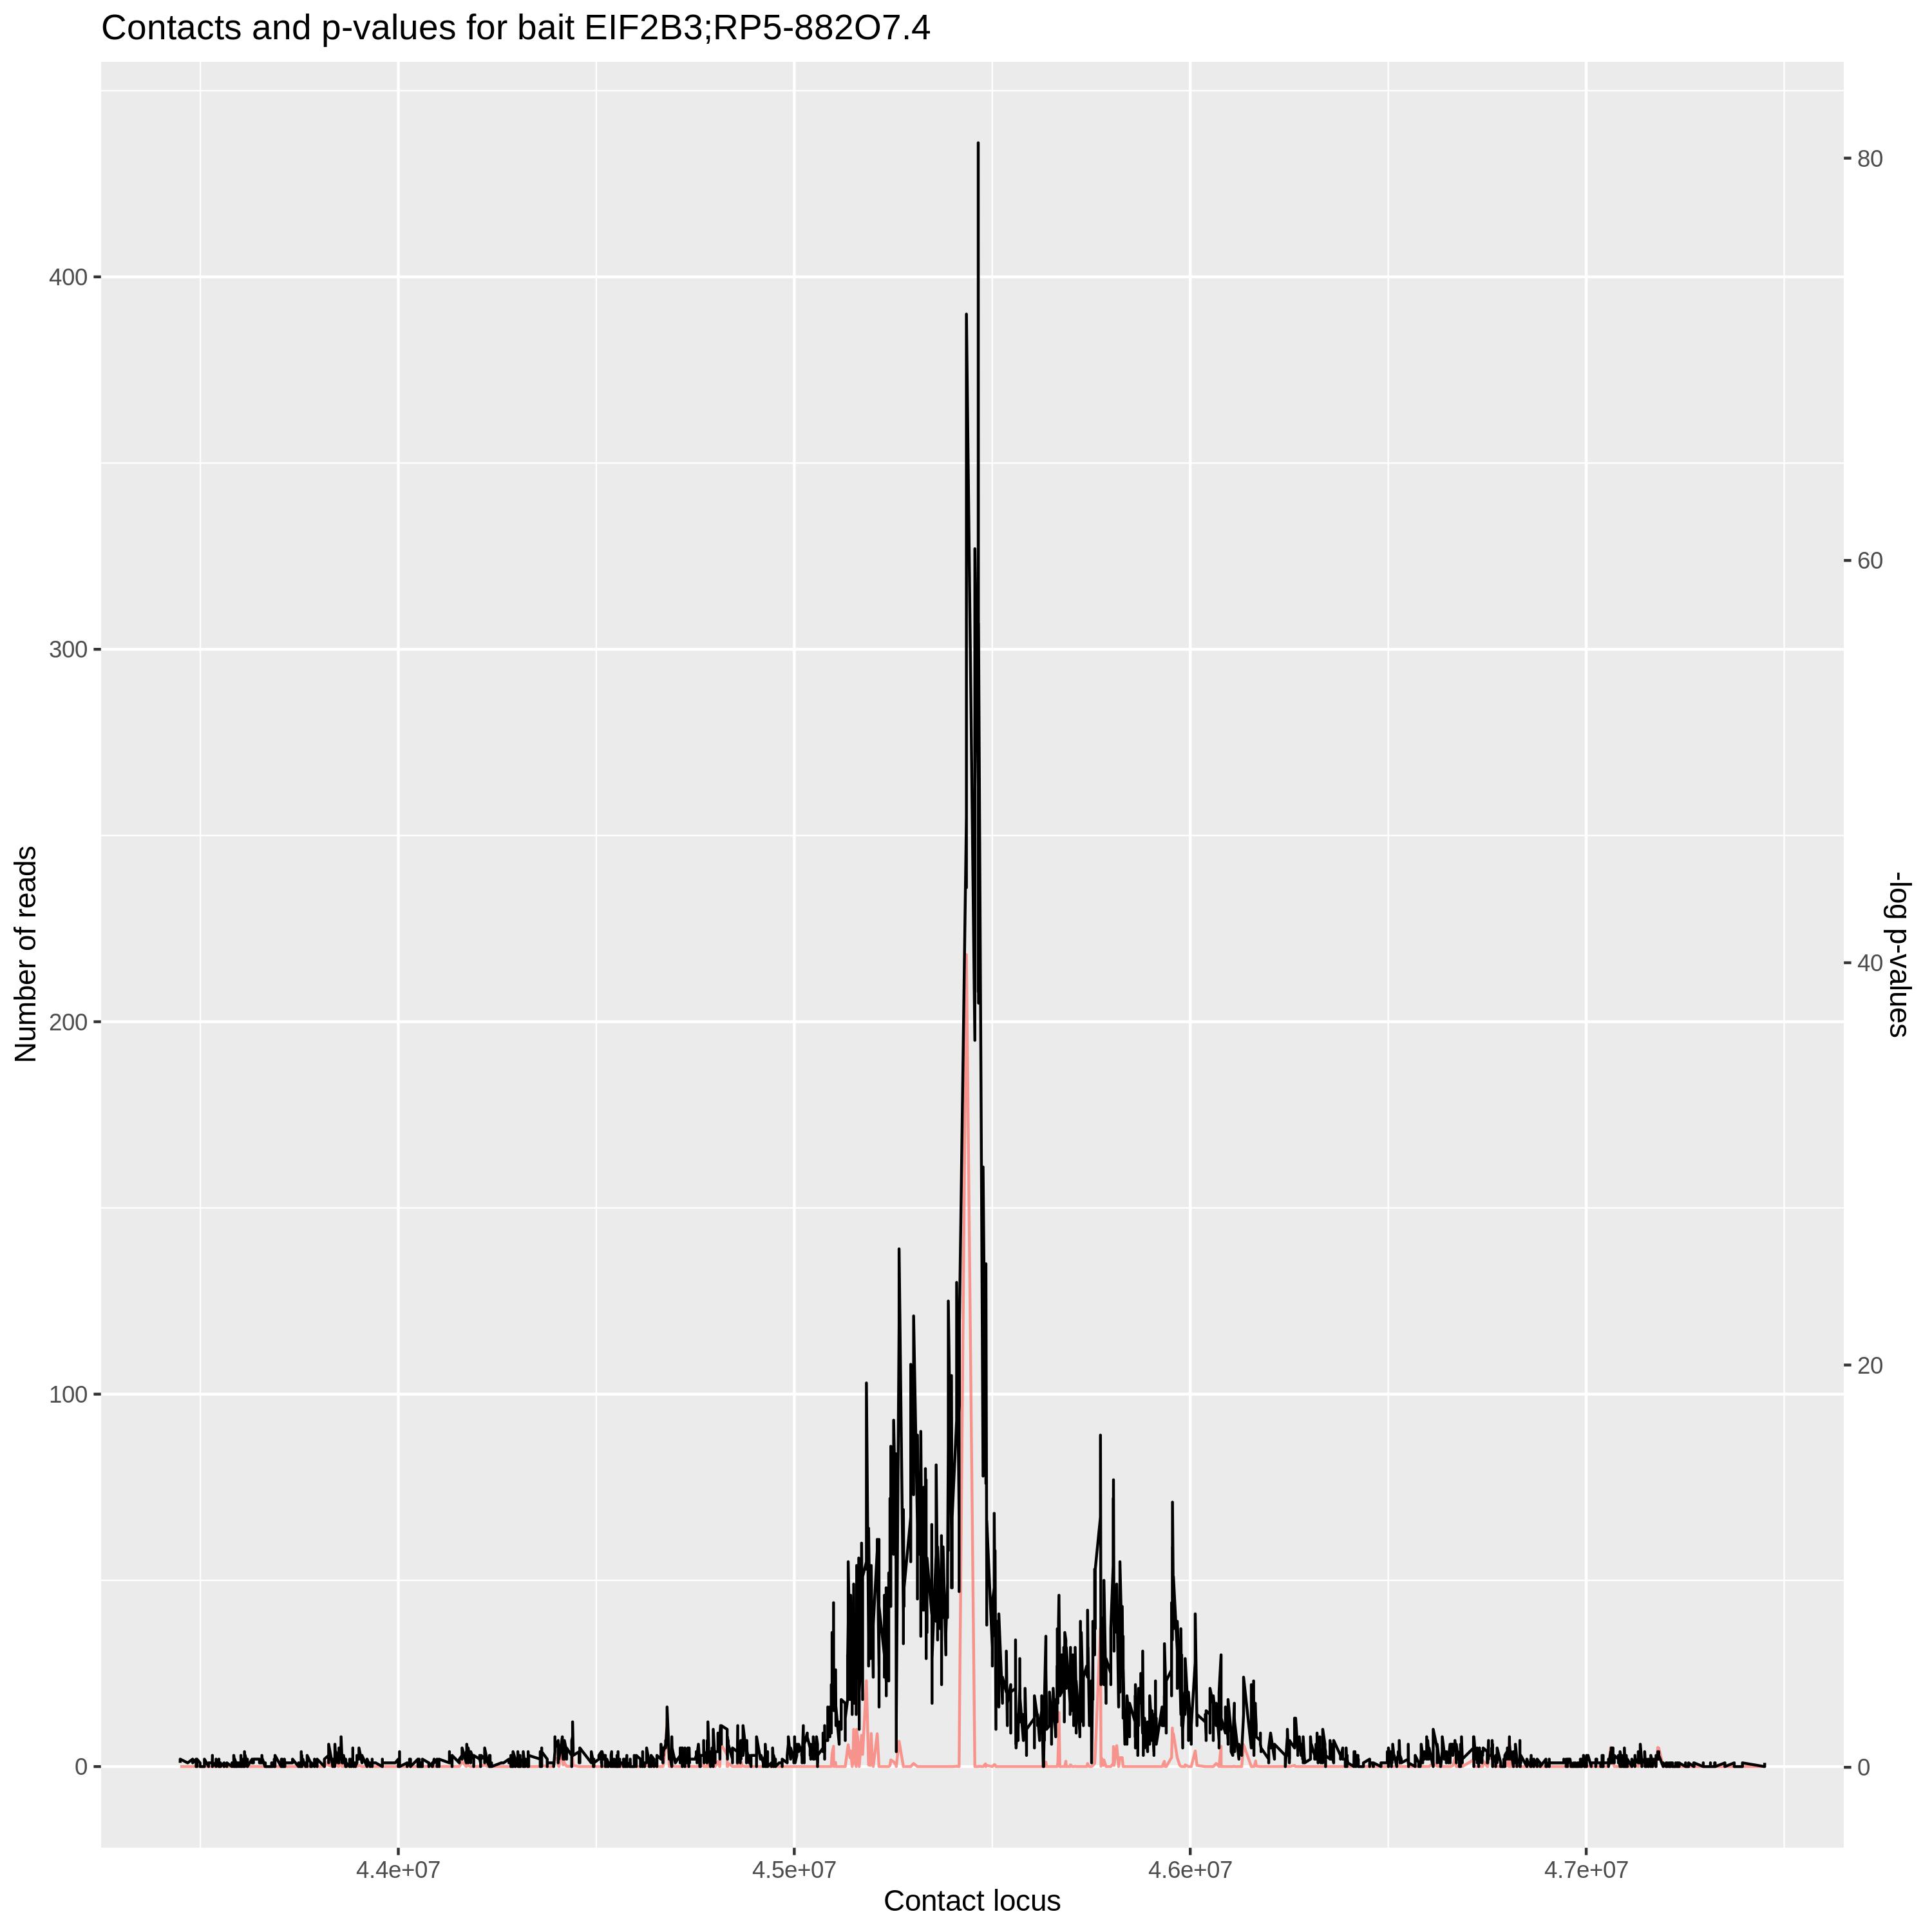 Contacts and p-values for bait EIF2B3;RP5-882O7.4
Number of reads
400
300
200
100
0
80
60
40
20
0
-log p-values
4.4e+07 4.5e+07 4.6e+07 4.7e+07
Contact locus